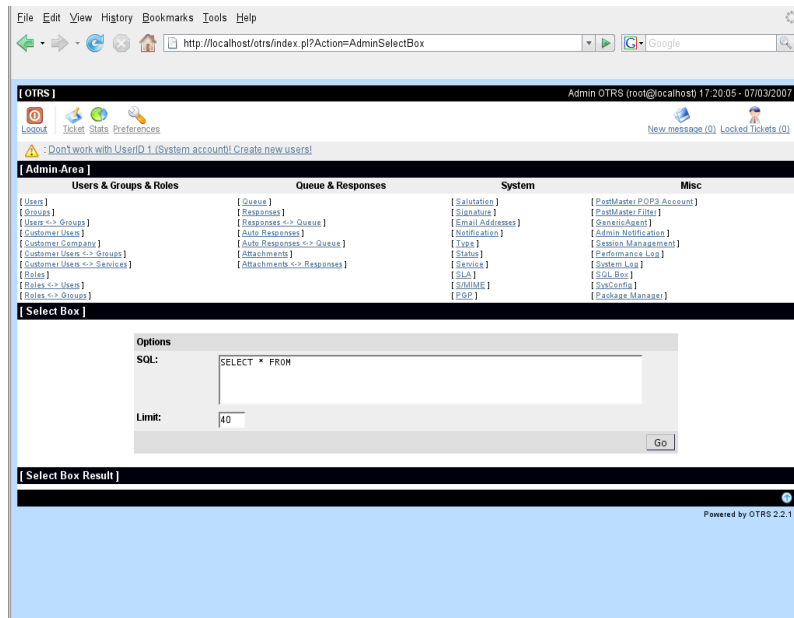 File Edit View History Bookmarks Tools Help
http://localhost/otrs/index.pl?Action=AdminSelectBox
G Google
[ OTRS ] Admin OTRS (root@localhost) 17:20:05 - 07/03/2007
Logout Ticket Stats Preferences New message (0) Locked Tickets (0)
: Don't work with UserID 1 (System account)! Create new users!
[ Admin-Area ]
Users & Groups & Roles Queue & Responses System Misc
[ Users ] [ Queue ] [ Salutation ] [ PostMaster POP3 Account ]
[ Groups ] [ Responses ] [ Signature ] [ PostMaster Filter ]
[ Users <-> Groups ] [ Responses <-> Queue ] [ Email Addresses ] [ GenericAgent ]
[ Customer Users ] [ Auto Responses ] [ Notification ] [ Admin Notification ]
[ Customer Company ] [ Auto Responses <-> Queue ] [ Type ] [ Session Management ]
[ Customer Users <-> Groups ] [ Attachments ] [ Status ] [ Performance Log ]
[ Customer Users <-> Services ] [ Attachments <-> Responses ] [ Service ] [ System Log ]
[ Roles ] [ SLA ] [ SQL Box ]
[ Roles <-> Users ] [ S/MIME ] [ SysConfig ]
[ Roles <-> Groups ] [ PGP ] [ Package Manager ]
[ Select Box ]
Options
SQL: SELECT * FROM
Limit: 40
Go
[ Select Box Result ]
Powered by OTRS 2.2.1